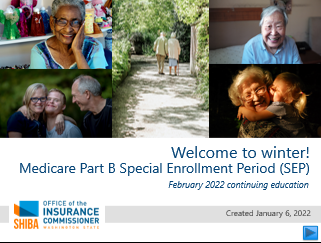 Welcome to winter!
Medicare Part B Special Enrollment Period (SEP)
February 2022 continuing education
OFFICE of the
INSURANCE
COMMISSIONER
WASHINGTON STATE
SHIBA
Created January 6, 2022